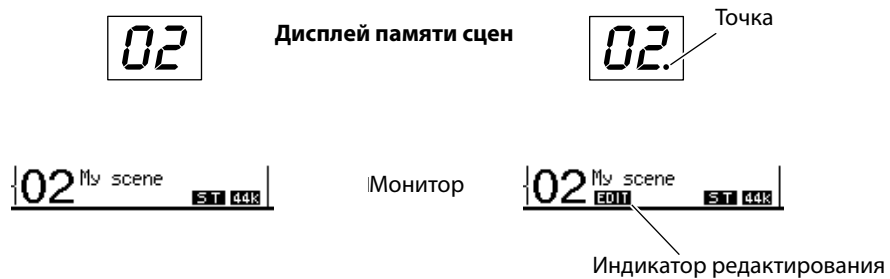 Точка
02 Дисплей памяти сцен 02.
02 My scene ST 44k Монитор 02 My scene EDIT ST 44k
Индикатор редактирования